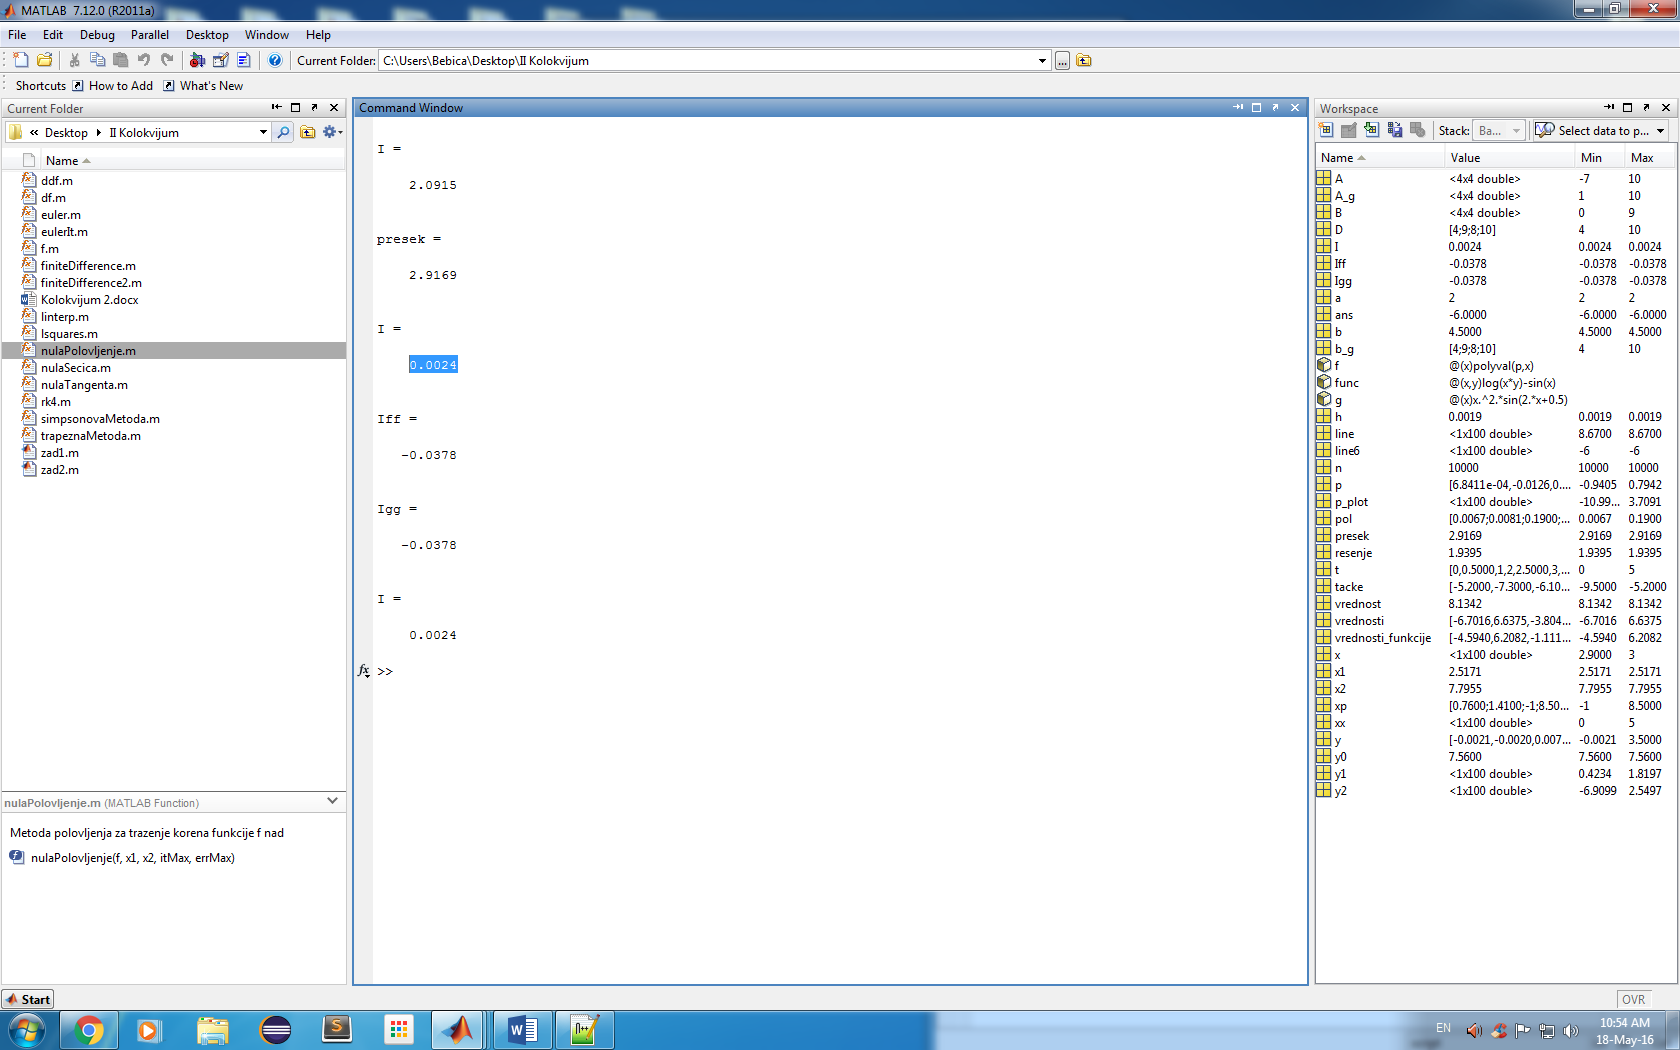 MATLAB 7.12.0 (R2011a)
File Edit Debug Parallel Desktop Window Help
Current Folder: C:\Users\Bebica\Desktop\II Kolokvijum
Shortcuts How to Add What's New
Current Folder
« Desktop II Kolokvijum
Name
ddf.m
df.m
euler.m
eulerIt.m
f.m
finiteDifference.m
finiteDifference2.m
Kolokvijum 2.docx
linterp.m
lsquares.m
nulaPolovljenje.m
nulaSecica.m
nulaTangenta.m
rk4.m
simpsonovaMetoda.m
trapeznaMetoda.m
zad1.m
zad2.m
nulaPolovljenje.m (MATLAB Function)
Metoda polovljenja za trazenje korena funkcije f nad
nulaPolovljenje(f, x1, x2, itMax, errMax)
Command Window
I =
2.0915
presek =
2.9169
I =
0.0024
Iff =
-0.0378
Igg =
-0.0378
I =
0.0024
fx >>
Workspace
Stack: Ba... Select data to p...
Name Value Min Max
A <4x4 double> -7 10
A_g <4x4 double> 1 10
B <4x4 double> 0 9
D [4;9;8;10] 4 10
I 0.0024 0.0024 0.0024
Iff -0.0378 -0.0378 -0.0378
Igg -0.0378 -0.0378 -0.0378
a 2 2 2
ans -6.0000 -6.0000 -6.0000
b 4.5000 4.5000 4.5000
b_g [4;9;8;10] 4 10
f @(x)polyval(p,x)
func @(x,y)log(x*y)-sin(x)
g @(x)x.^2.*sin(2.*x+0.5)
h 0.0019 0.0019 0.0019
line <1x100 double> 8.6700 8.6700
line6 <1x100 double> -6 -6
n 10000 10000 10000
p [6.8411e-04,-0.0126,0.... -0.9405 0.7942
p_plot <1x100 double> -10.99... 3.7091
pol [0.0067;0.0081;0.1900;... 0.0067 0.1900
presek 2.9169 2.9169 2.9169
resenje 1.9395 1.9395 1.9395
t [0,0.5000,1,2,2.5000,3,... 0 5
tacke [-5.2000,-7.3000,-6.10... -9.5000 -5.2000
vrednost 8.1342 8.1342 8.1342
vrednosti [-6.7016,6.6375,-3.804... -6.7016 6.6375
vrednosti_funkcije [-4.5940,6.2082,-1.111... -4.5940 6.2082
x <1x100 double> 2.9000 3
x1 2.5171 2.5171 2.5171
x2 7.7955 7.7955 7.7955
xp [0.7600;1.4100;-1;8.50... -1 8.5000
xx <1x100 double> 0 5
y [-0.0021,-0.0020,0.007... -0.0021 3.5000
y0 7.5600 7.5600 7.5600
y1 <1x100 double> 0.4234 1.8197
y2 <1x100 double> -6.9099 2.5497
Start
OVR
EN
10:54 AM
18-May-16